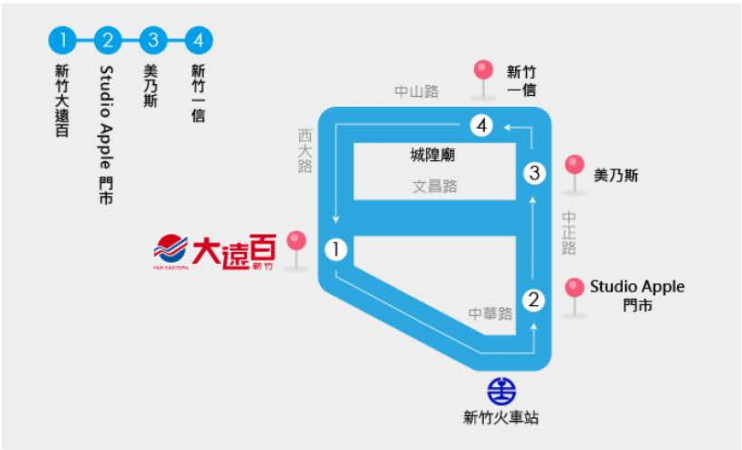 1 2 3 4
新竹大遠百
Studio Apple 門市
美乃斯
新竹一信
中山路
新竹
一信
4
西大路
城隍廟
3
美乃斯
文昌路
中正路
FAR EASTERN
大遠百
新竹
1
Studio Apple
門市
2
中華路
新竹火車站